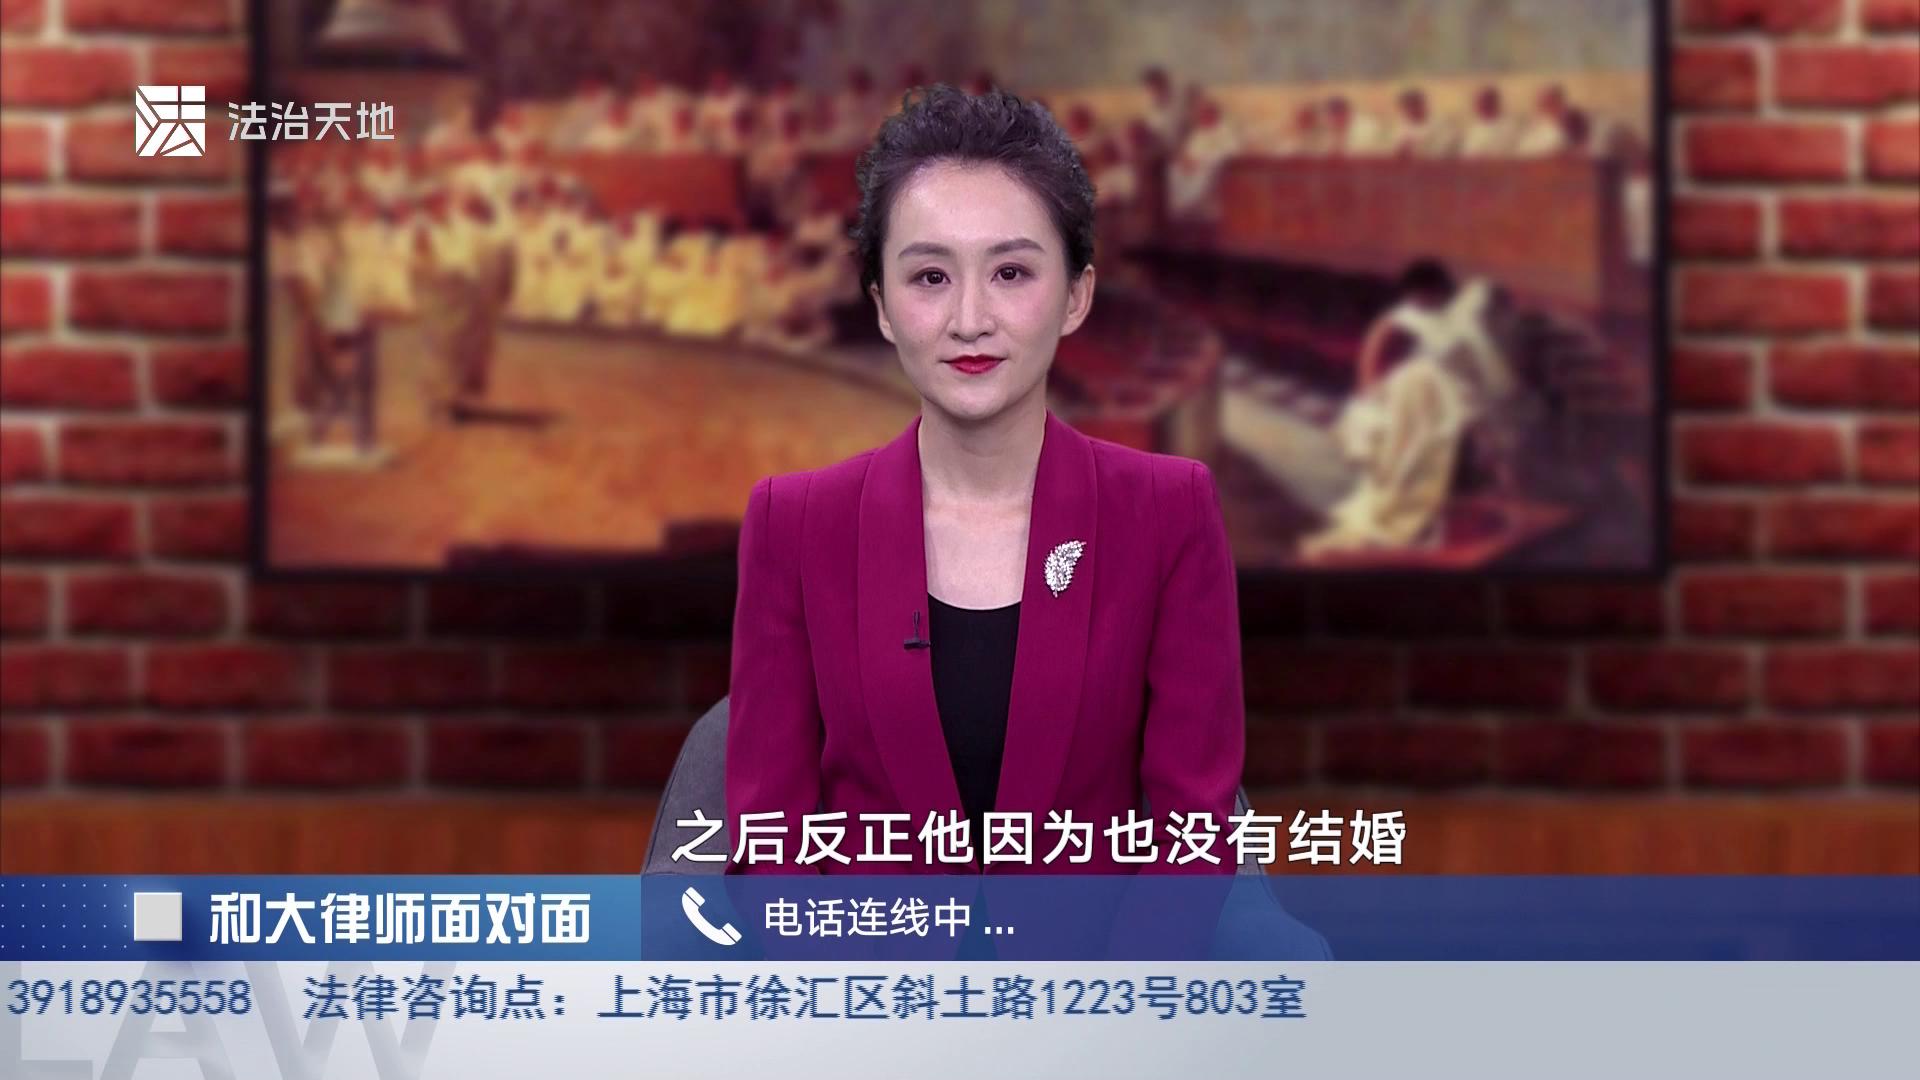 法治天地
之后反正他因为也没有结婚
和大律师面对面
电话连线中...
3918935558 法律咨询点：上海市徐汇区斜土路1223号803室
LAW